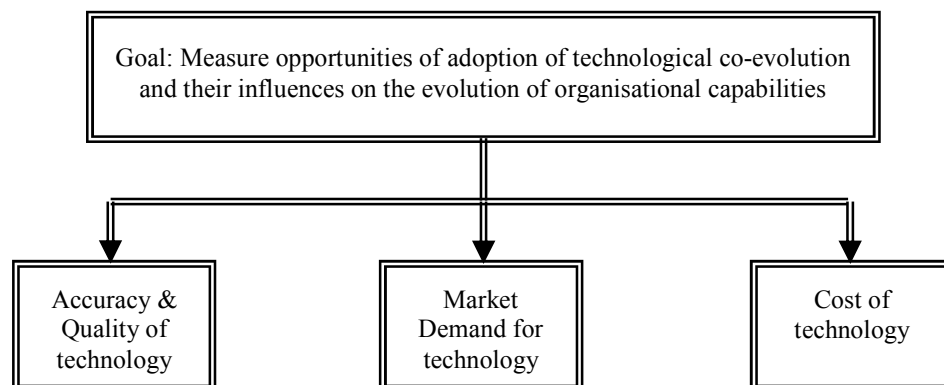 Goal: Measure opportunities of adoption of technological co-evolution
and their influences on the evolution of organisational capabilities
Accuracy &
Quality of
technology
Market
Demand for
technology
Cost of
technology